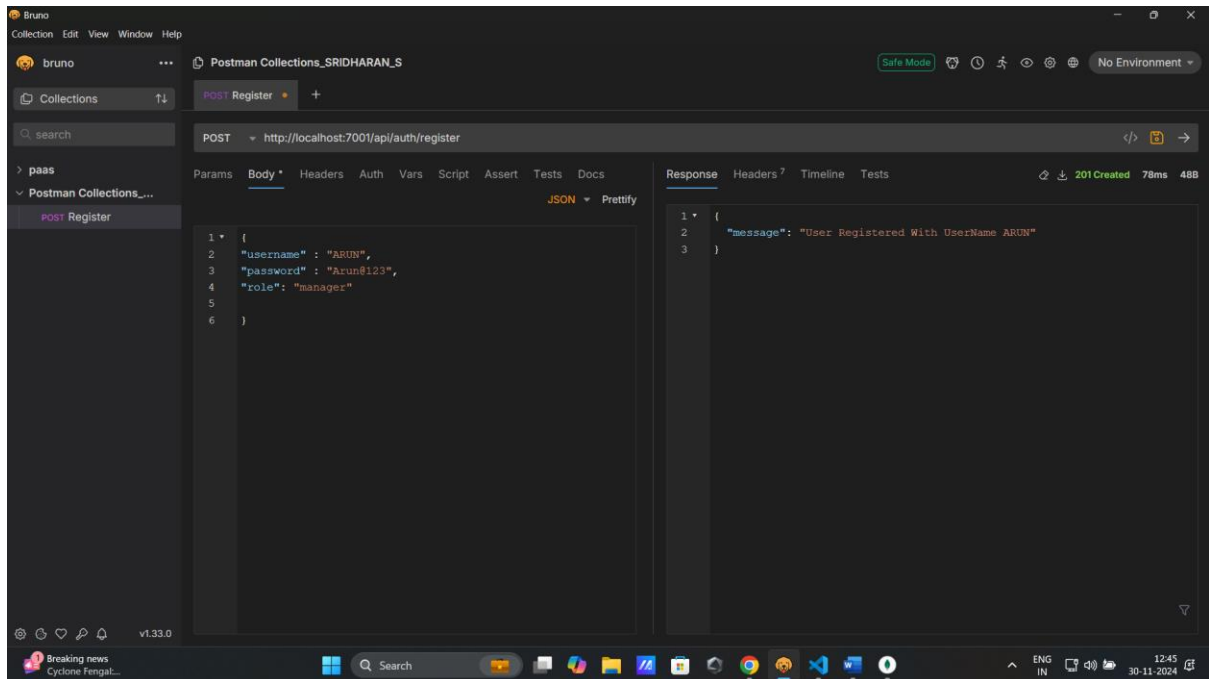 Bruno
Collection Edit View Window Help
bruno
Postman Collections_SRIDHARAN_S
Safe Mode
No Environment
Collections
POST Register
+
search
POST http://localhost:7001/api/auth/register
</>
> paas
Params Body Headers Auth Vars Script Assert Tests Docs
Response Headers 7 Timeline Tests
201 Created 78ms 48B
Postman Collections_...
JSON Prettify
POST Register
1 {
2 "username" : "ARUN",
3 "password" : "Arun@123",
4 "role": "manager"
5
6 }
1 {
2 "message": "User Registered With UserName ARUN"
3 }
v1.33.0
1
Breaking news
Cyclone Fengal:...
Search
ENG
IN
12:45
30-11-2024